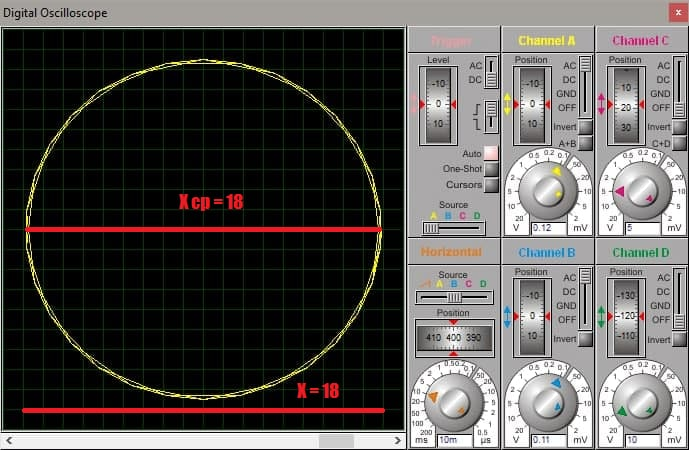 Digital Oscilloscope
X cp = 18
X = 18
Trigger
Level
AC
DC
-10
0
10
Auto
One-Shot
Cursors
Source
A B C D
Channel A
Position
AC
DC
GND
OFF
-10
0
10
Invert
A+B
20
10
5
2
1
0.5
0.2
0.1
50
20
10
5
2
V
0.12
mV
Channel C
Position
AC
DC
GND
OFF
10
20
30
Invert
C+D
20
10
5
2
1
0.5
0.2
0.1
50
20
10
5
2
V
5
mV
Horizontal
Source
A B C D
Position
410 400 390
200
100
50
20
10
5
2
1
0.5
0.2
0.1
50
20
10
5
2
1
0.5
ms
10m
µs
Channel B
Position
AC
DC
GND
OFF
-10
0
10
Invert
20
10
5
2
1
0.5
0.2
0.1
50
20
10
5
2
V
0.11
mV
Channel D
Position
AC
DC
GND
OFF
-130
-120
-110
Invert
20
10
5
2
1
0.5
0.2
0.1
50
20
10
5
2
V
10
mV